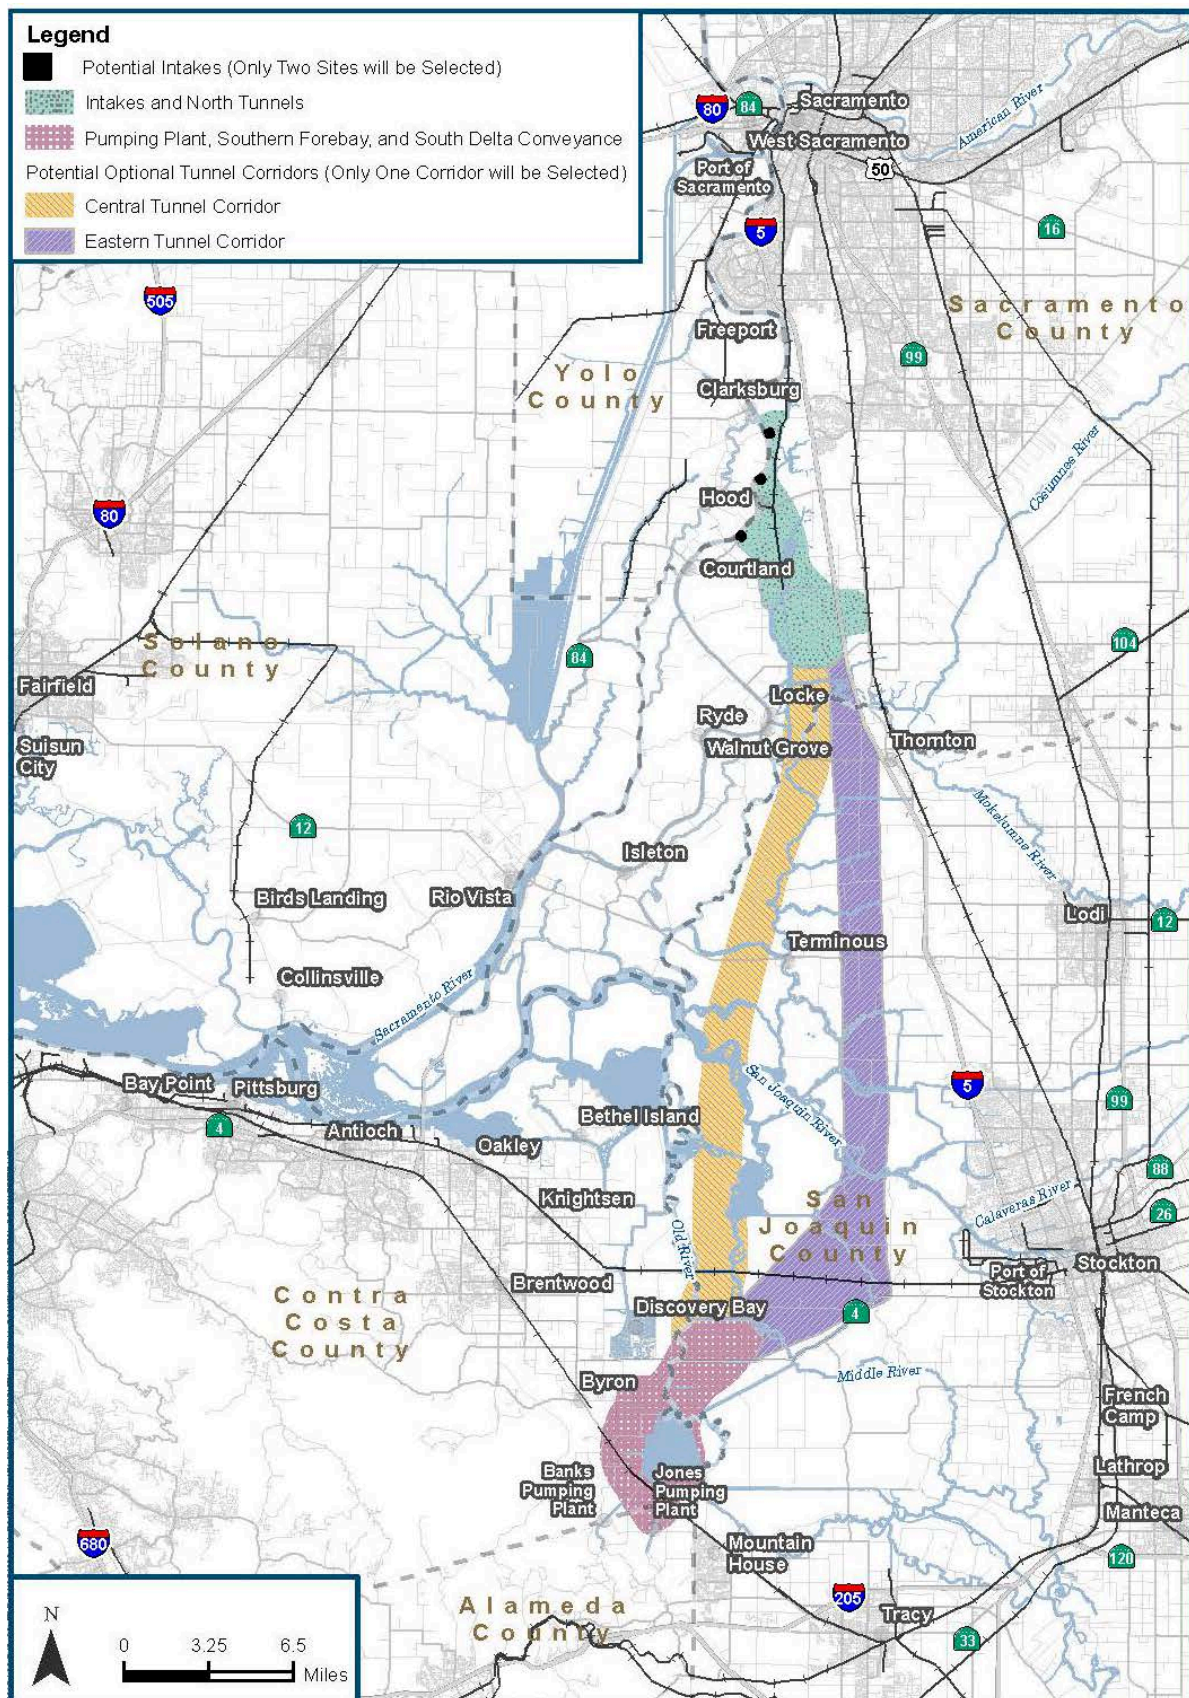 Legend
Potential Intakes (Only Two Sites will be Selected)
Intakes and North Tunnels
Pumping Plant, Southern Forebay, and South Delta Conveyance
Potential Optional Tunnel Corridors (Only One Corridor will be Selected)
Central Tunnel Corridor
Eastern Tunnel Corridor
80
84
Sacramento
American River
West Sacramento
Port of
Sacramento
50
5
16
505
Sacramento
County
Freeport
99
Yolo
County
Clarksburg
Cosumnes River
80
Hood
Courtland
Solano
County
84
104
Fairfield
Locke
Ryde
Suisun
City
Walnut Grove
Thornton
Mokelumne River
12
Isleton
Birds Landing
Rio Vista
Lodi
12
Terminous
Collinsville
Sacramento River
Bay Point
Pittsburg
San Joaquin River
5
99
4
Antioch
Bethel Island
Oakley
88
Knightsen
San
Joaquin
County
Calaveras River
26
Old River
Stockton
Port of
Stockton
Brentwood
Contra
Costa
County
Discovery Bay
4
Byron
Middle River
French
Camp
Banks
Pumping
Plant
Jones
Pumping
Plant
Lathrop
Manteca
680
Mountain
House
120
Alameda
County
205
Tracy
33
N
0 3.25 6.5
Miles